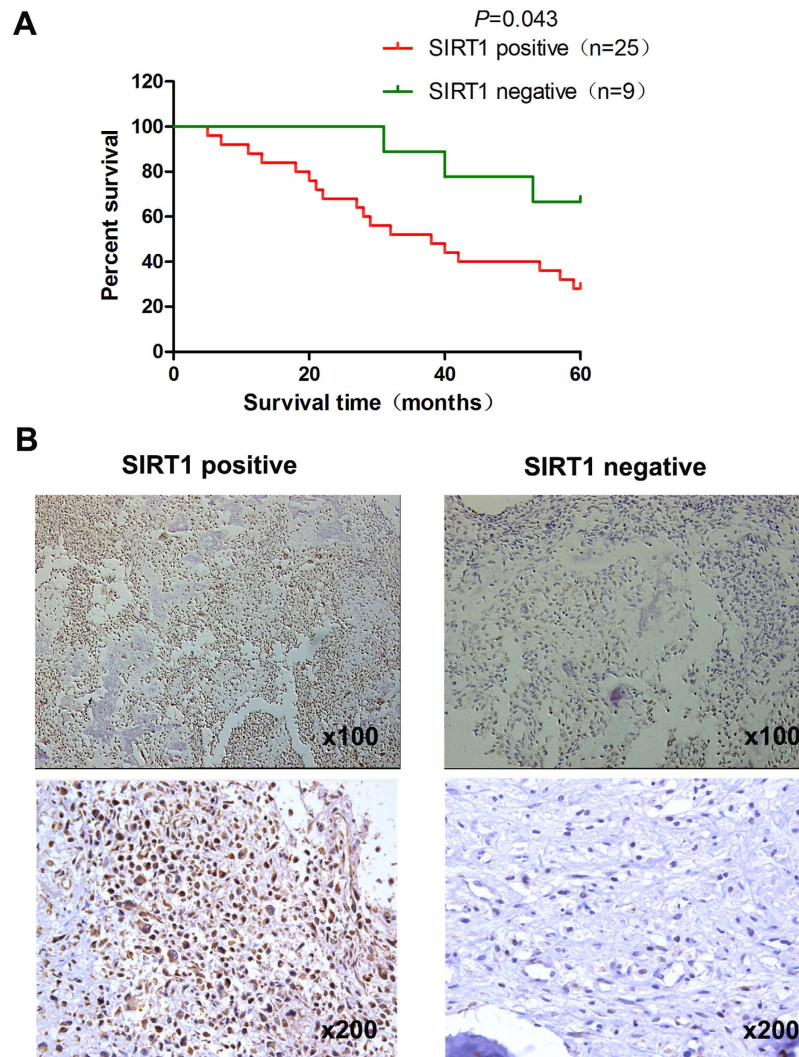 A
P=0.043
SIRT1 positive（n=25）
SIRT1 negative（n=9）
Percent survival
120
100
80
60
40
20
0
0 20 40 60
Survival time（months）
B
SIRT1 positive SIRT1 negative
x100 x100
x200 x200